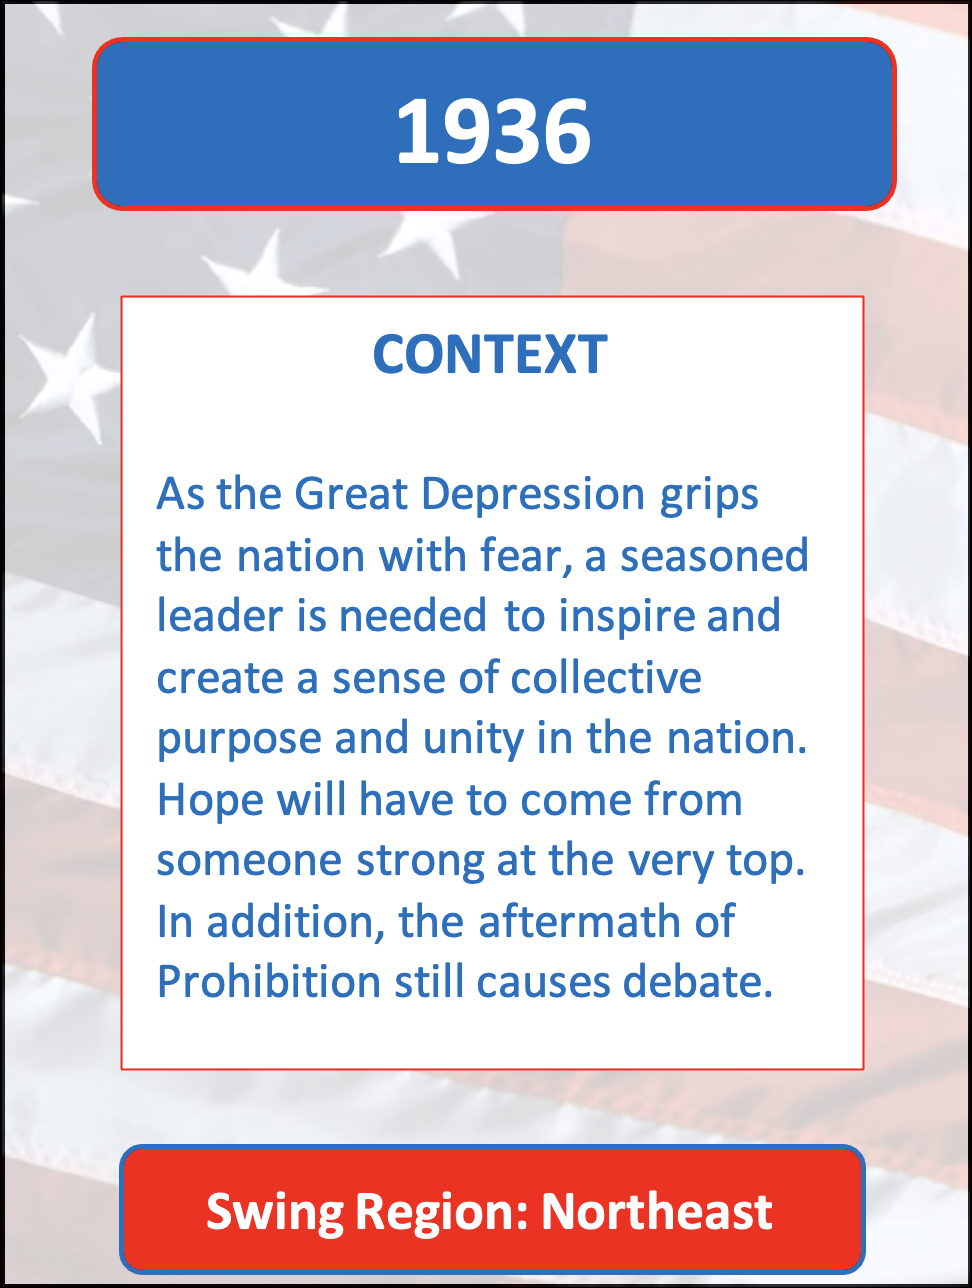 1936
CONTEXT
As the Great Depression grips
the nation with fear, a seasoned
leader is needed to inspire and
create a sense of collective
purpose and unity in the nation.
Hope will have to come from
someone strong at the very top.
In addition, the aftermath of
Prohibition still causes debate.
Swing Region: Northeast